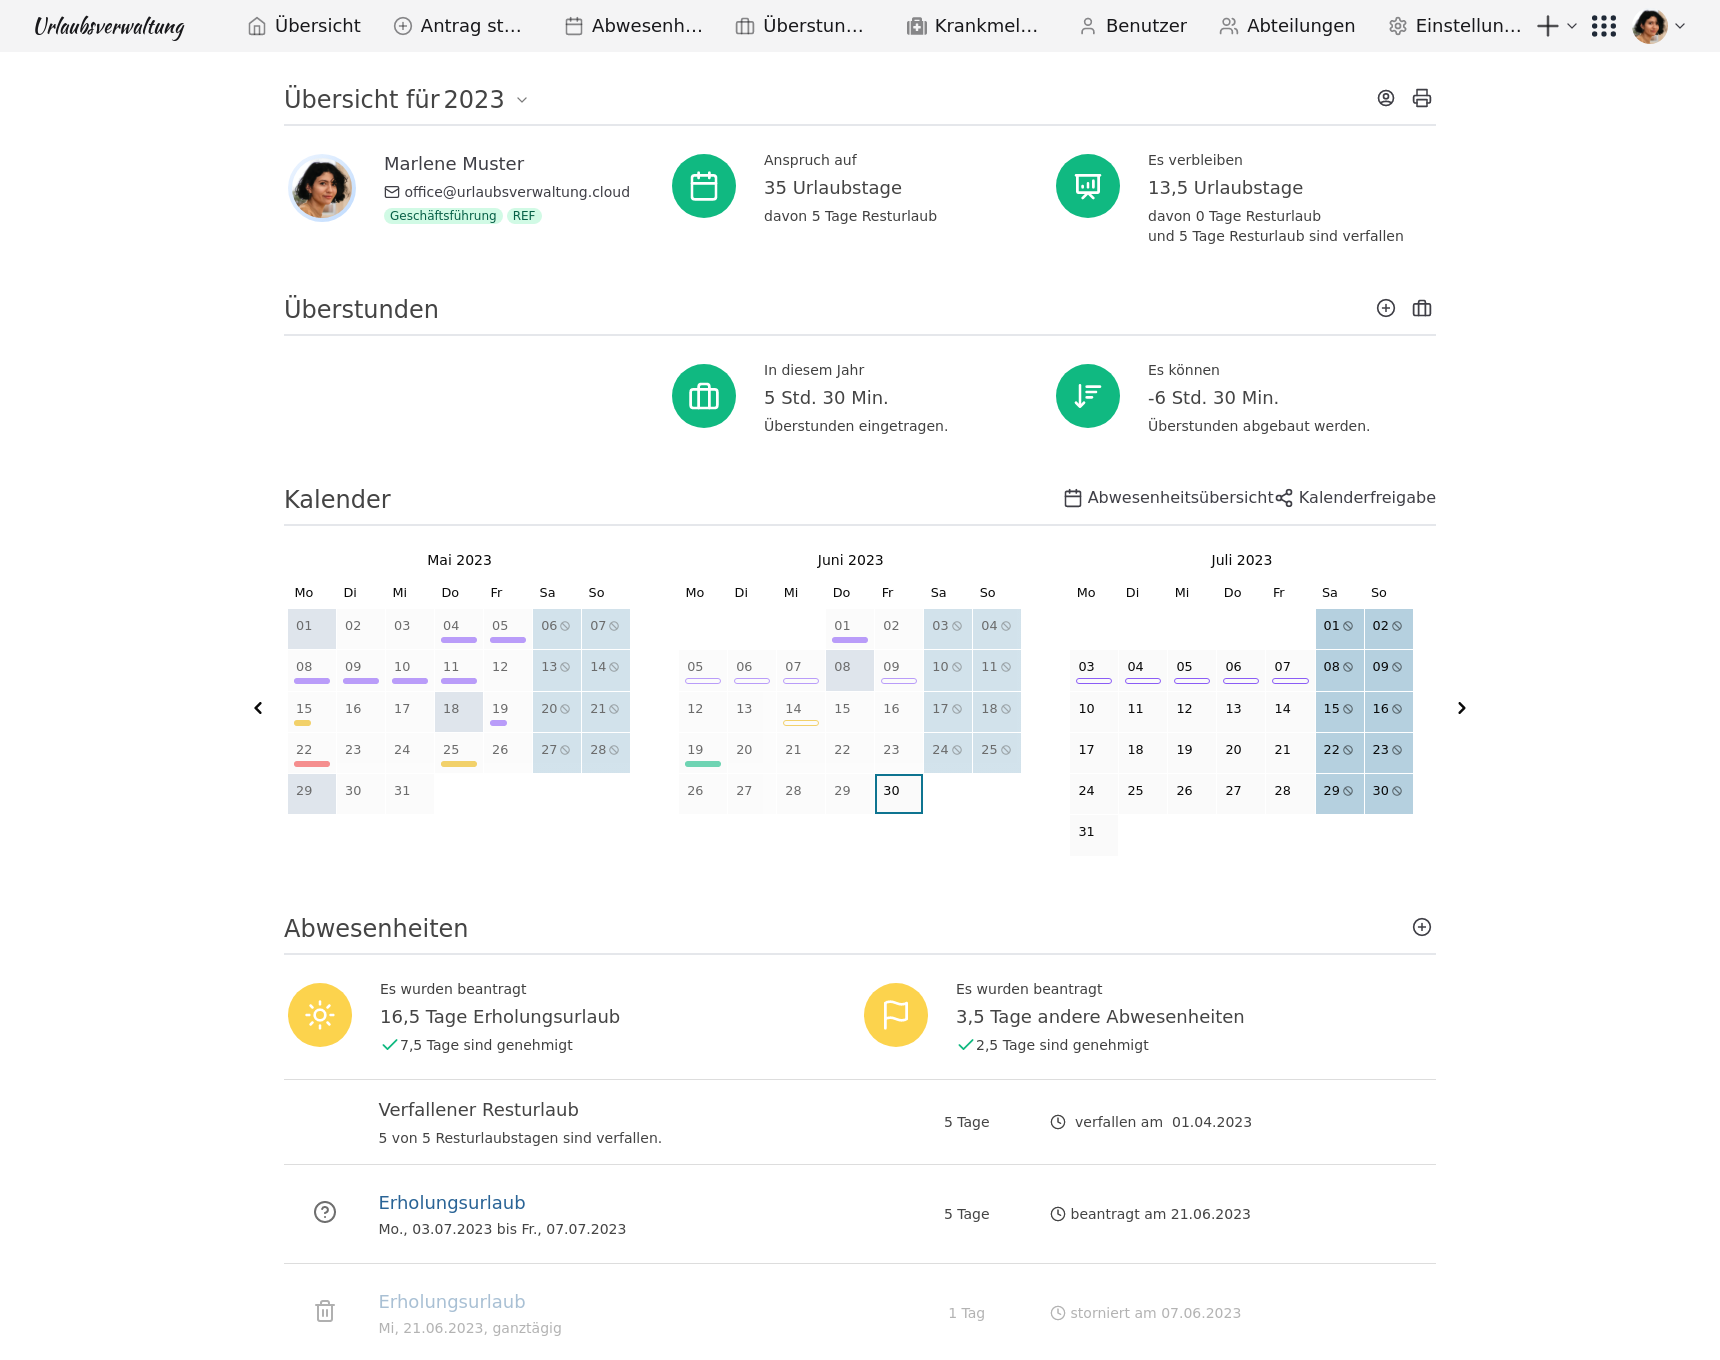 Urlaubsverwaltung Übersicht Antrag st... Abwesenh... Überstun... Krankmel... Benutzer Abteilungen Einstellun...
Übersicht für 2023
Marlene Muster
office@urlaubsverwaltung.cloud
Geschäftsführung REF
Anspruch auf
35 Urlaubstage
davon 5 Tage Resturlaub
Es verbleiben
13,5 Urlaubstage
davon 0 Tage Resturlaub
und 5 Tage Resturlaub sind verfallen
Überstunden
In diesem Jahr
5 Std. 30 Min.
Überstunden eingetragen.
Es können
-6 Std. 30 Min.
Überstunden abgebaut werden.
Kalender
Abwesenheitsübersicht Kalenderfreigabe
Mai 2023
Mo Di Mi Do Fr Sa So
01 02 03 04 05 06 07
08 09 10 11 12 13 14
15 16 17 18 19 20 21
22 23 24 25 26 27 28
29 30 31
Juni 2023
Mo Di Mi Do Fr Sa So
01 02 03 04
05 06 07 08 09 10 11
12 13 14 15 16 17 18
19 20 21 22 23 24 25
26 27 28 29 30
Juli 2023
Mo Di Mi Do Fr Sa So
01 02
03 04 05 06 07 08 09
10 11 12 13 14 15 16
17 18 19 20 21 22 23
24 25 26 27 28 29 30
31
Abwesenheiten
Es wurden beantragt
16,5 Tage Erholungsurlaub
7,5 Tage sind genehmigt
Es wurden beantragt
3,5 Tage andere Abwesenheiten
2,5 Tage sind genehmigt
Verfallener Resturlaub
5 von 5 Resturlaubstagen sind verfallen.
5 Tage
verfallen am 01.04.2023
Erholungsurlaub
Mo., 03.07.2023 bis Fr., 07.07.2023
5 Tage
beantragt am 21.06.2023
Erholungsurlaub
Mi, 21.06.2023, ganztägig
1 Tag
storniert am 07.06.2023